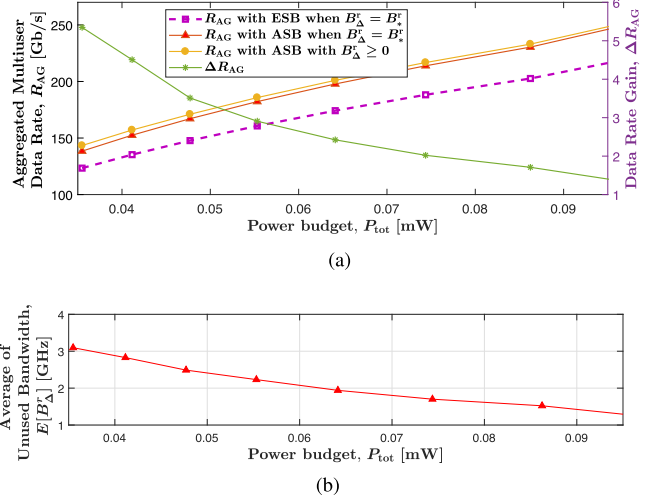 250
200
150
100
Aggregated Multiuser
Data Rate, R_AG [Gb/s]
R_AG with ESB when B^r_Δ = B^r_*
R_AG with ASB when B^r_Δ = B^r_*
R_AG with ASB with B^r_Δ ≥ 0
ΔR_AG
6
5
4
3
2
1
Data Rate Gain, ΔR_AG
0.04 0.05 0.06 0.07 0.08 0.09
Power budget, P_tot [mW]
(a)
4
3
2
1
Average of
Unused Bandwidth,
E[B^r_Δ] [GHz]
0.04 0.05 0.06 0.07 0.08 0.09
Power budget, P_tot [mW]
(b)